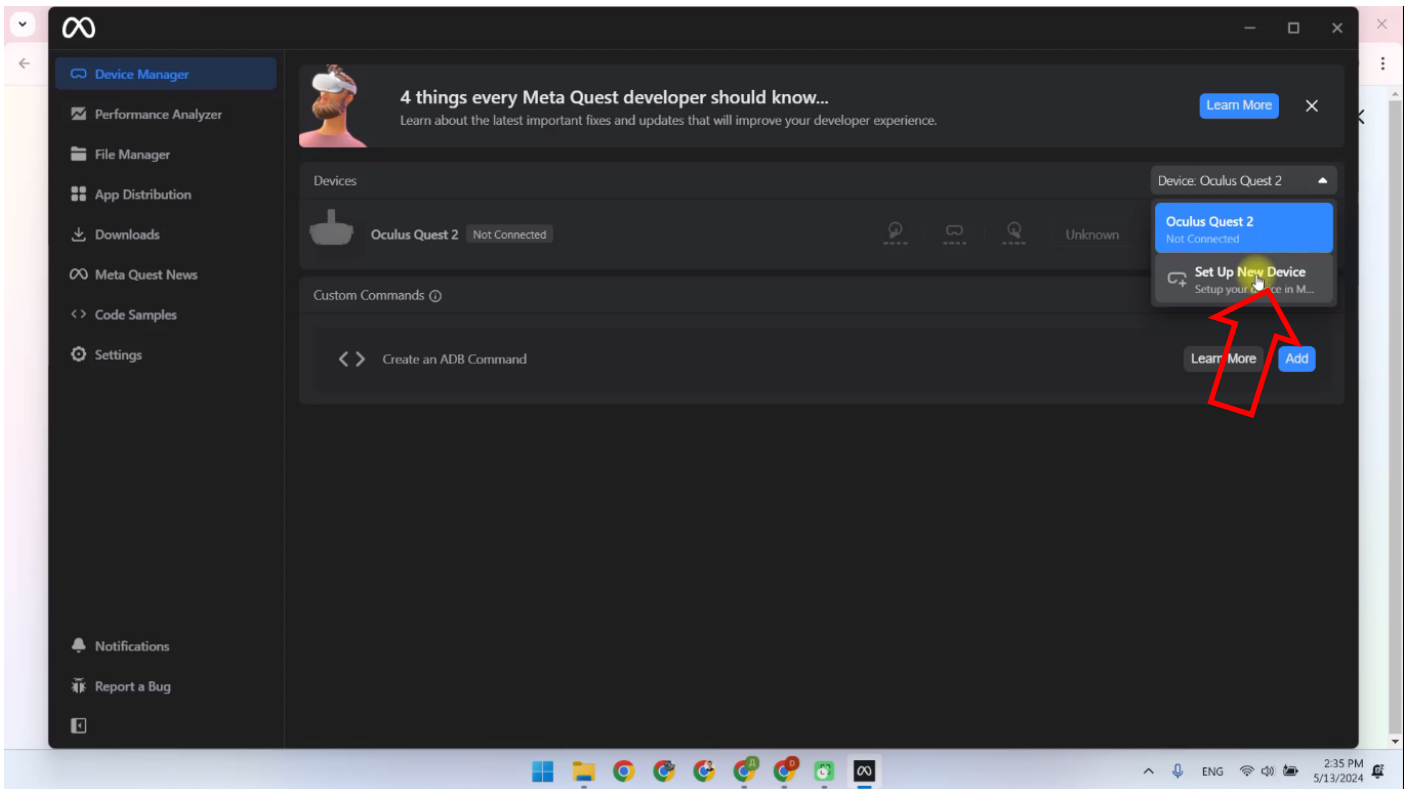 Device Manager
Performance Analyzer
File Manager
App Distribution
Downloads
Meta Quest News
Code Samples
Settings
Notifications
Report a Bug
4 things every Meta Quest developer should know...
Learn about the latest important fixes and updates that will improve your developer experience.
Learn More
Devices
Device: Oculus Quest 2
Oculus Quest 2 Not Connected
Unknown
Oculus Quest 2
Not Connected
Set Up New Device
Setup your device in M...
Custom Commands
Create an ADB Command
Learn More
Add
ENG
2:35 PM
5/13/2024